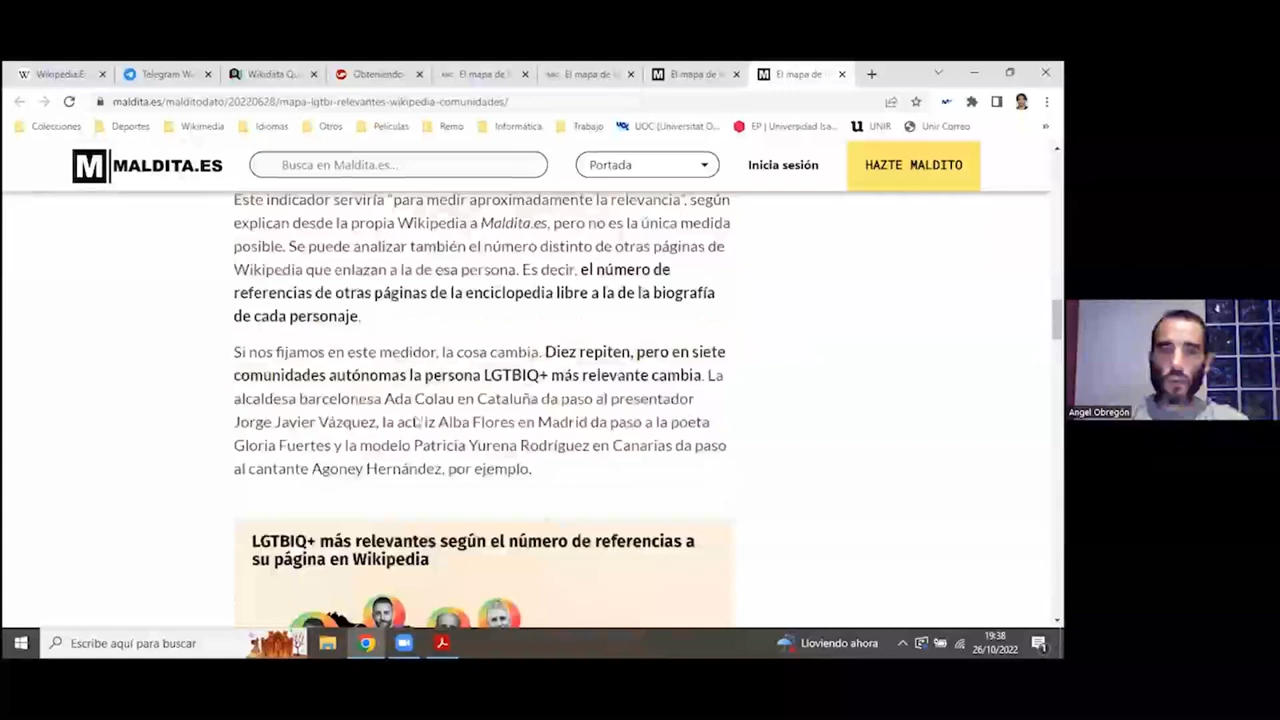 Wikipedia:E
Telegram We
Wikidata Qu
Obteniendo
El mapa de
El mapa de
El mapa de
El mapa de
maldita.es/malditodato/20220628/mapa-lgtbi-relevantes-wikipedia-comunidades/
Colecciones
Deportes
Wikimedia
Idiomas
Otros
Películas
Remo
Informática
Trabajo
UOC (Universitat O...
EP | Universidad Isa...
UNIR
Unir Correo
M MALDITA.ES
Busca en Maldita.es...
Portada
Inicia sesión
HAZTE MALDITO
Este indicador serviría "para medir aproximadamente la relevancia", según
explican desde la propia Wikipedia a Maldita.es, pero no es la única medida
posible. Se puede analizar también el número distinto de otras páginas de
Wikipedia que enlazan a la de esa persona. Es decir, el número de
referencias de otras páginas de la enciclopedia libre a la de la biografía
de cada personaje.
Si nos fijamos en este medidor, la cosa cambia. Diez repiten, pero en siete
comunidades autónomas la persona LGTBIQ+ más relevante cambia. La
alcaldesa barcelonesa Ada Colau en Cataluña da paso al presentador
Jorge Javier Vázquez, la actriz Alba Flores en Madrid da paso a la poeta
Gloria Fuertes y la modelo Patricia Yurena Rodríguez en Canarias da paso
al cantante Agoney Hernández, por ejemplo.
LGTBIQ+ más relevantes según el número de referencias a
su página en Wikipedia
Angel Obregón
Escribe aquí para buscar
Lloviendo ahora
19:38
26/10/2022